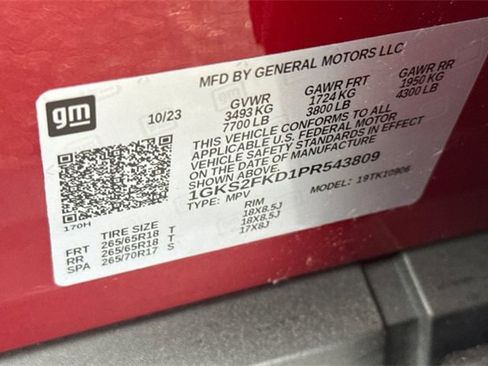 MFD BY GENERAL MOTORS LLC
gm
10/23
GVWR GAWR FRT GAWR RR
3493 KG 1724 KG 1950 KG
7700 LB 3800 LB 4300 LB
THIS VEHICLE CONFORMS TO ALL
APPLICABLE U.S. FEDERAL MOTOR
VEHICLE SAFETY STANDARDS IN EFFECT
ON THE DATE OF MANUFACTURE
1GKS2FKD1PR543809
TYPE: MPV MODEL: 19TK10906
170H
TIRE SIZE RIM
FRT 265/65R18 T 18X8.5J
RR 265/65R18 T 18X8.5J
SPA 265/70R17 S 17X8J